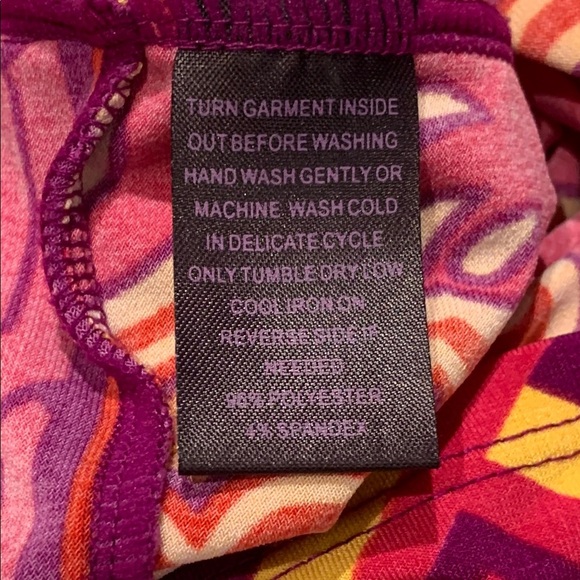 TURN GARMENT INSIDE
OUT BEFORE WASHING
HAND WASH GENTLY OR
MACHINE WASH COLD
IN DELICATE CYCLE
ONLY TUMBLE DRY LOW
COOL IRON ON
REVERSE SIDE IF
NEEDED
96% POLYESTER
4% SPANDEX